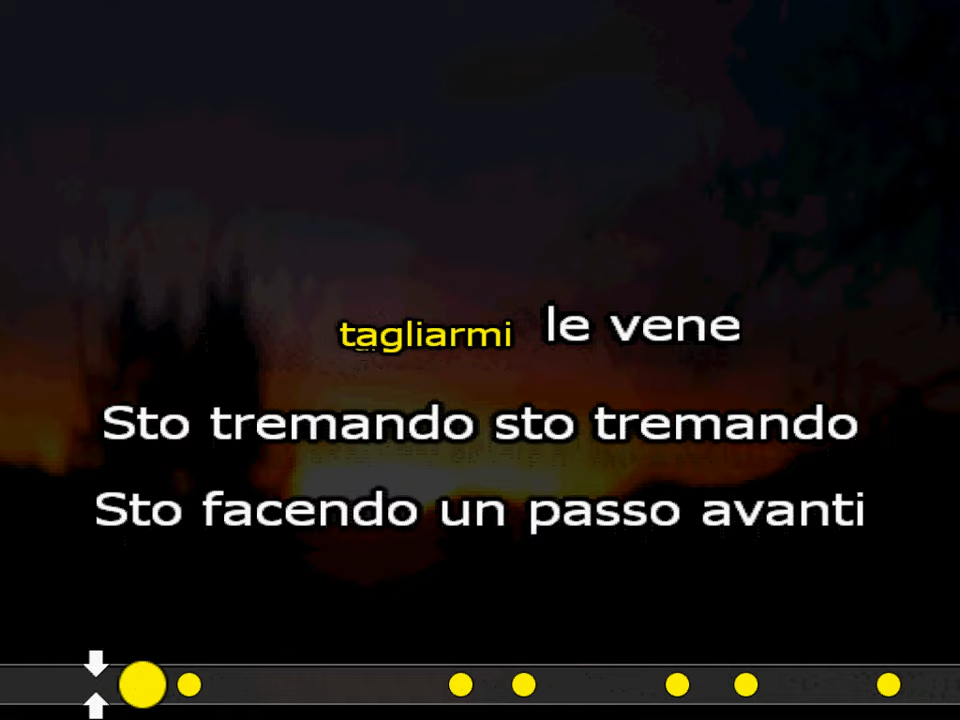 tagliarmi le vene
Sto tremando sto tremando
Sto facendo un passo avanti